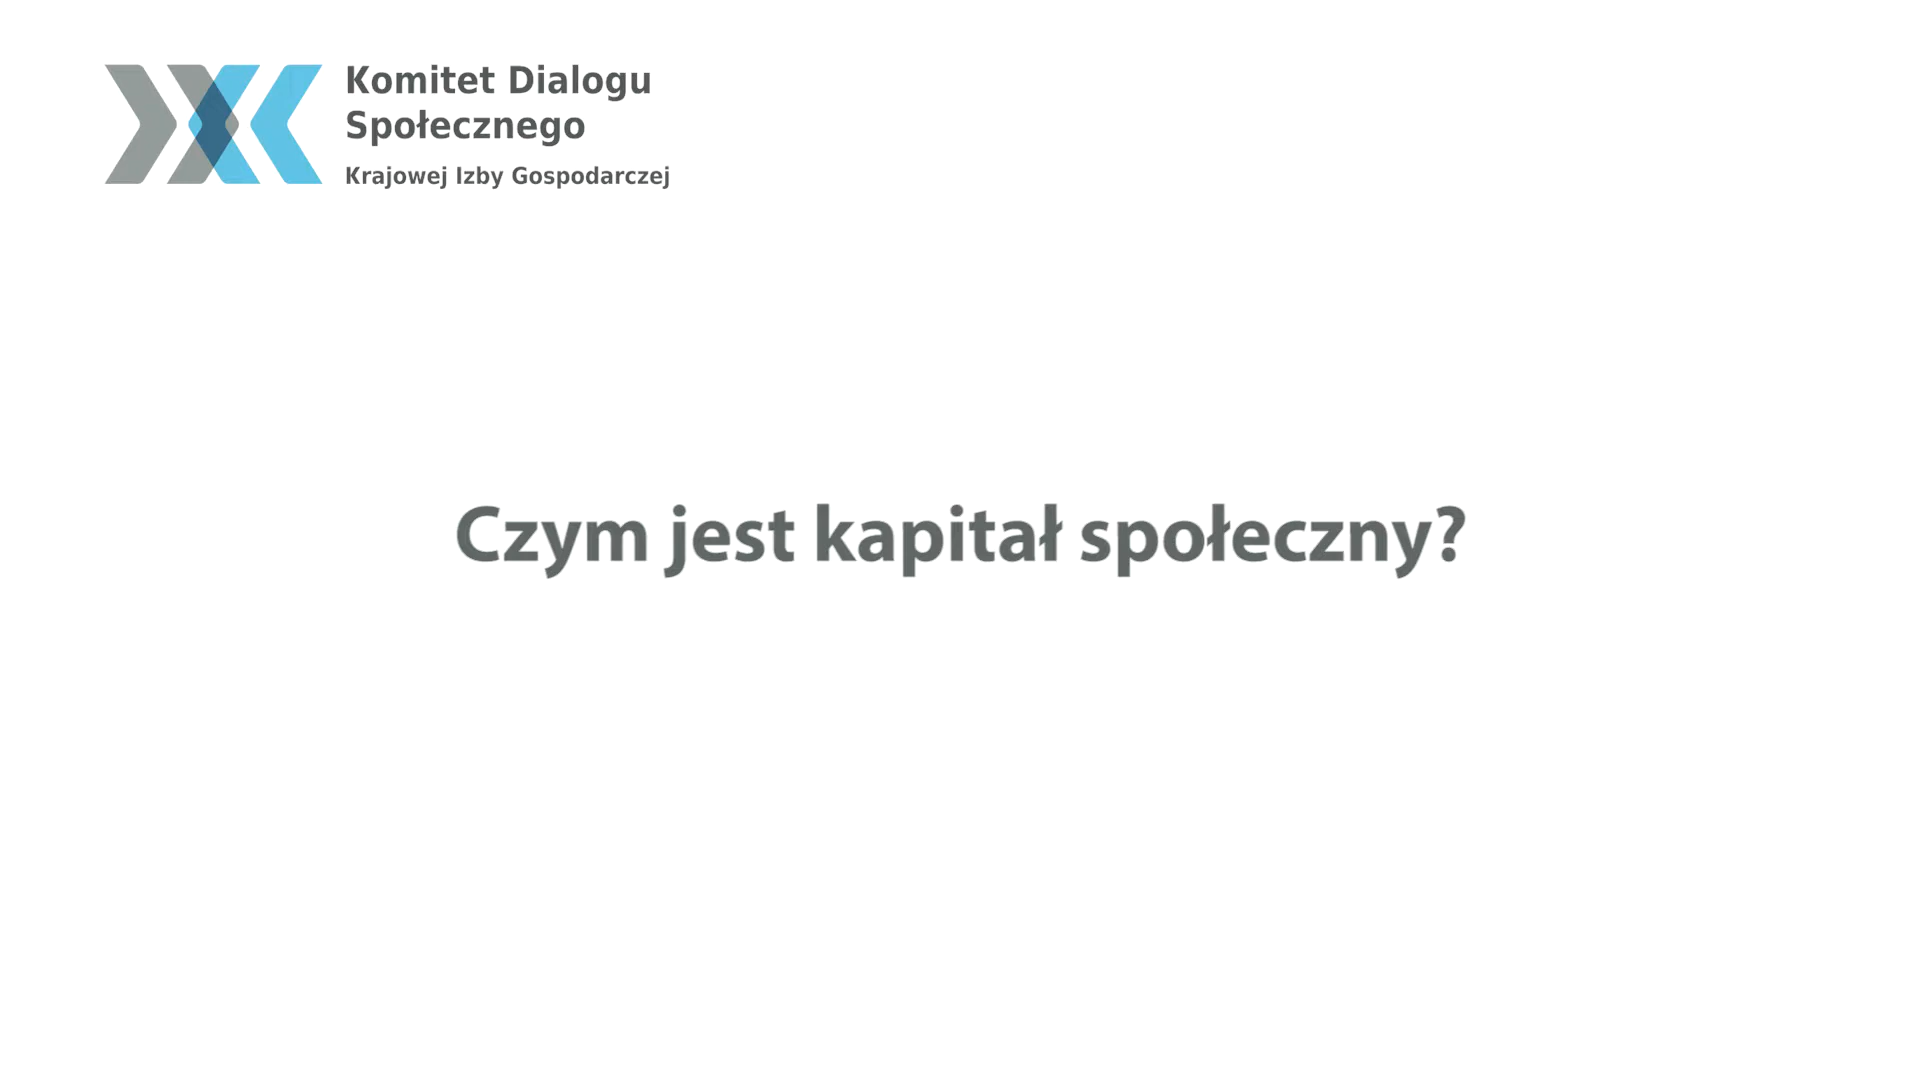 Komitet Dialogu
Społecznego
Krajowej Izby Gospodarczej
Czym jest kapitał społeczny?